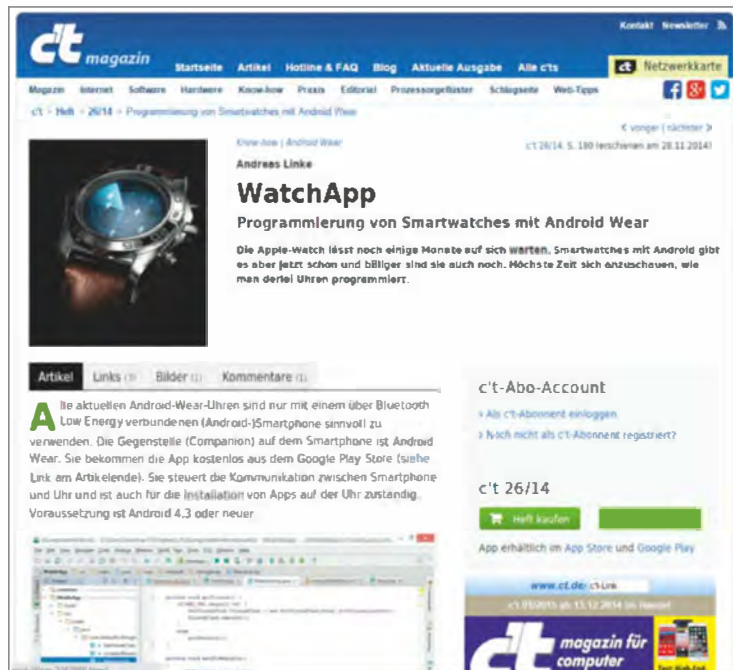 Kontakt Newsletter
c't magazin
Startseite Artikel Hotline & FAQ Blog Aktuelle Ausgabe Alle c'ts
c't Netzwerkkarte
Magazin Internet Software Hardware Know-how Praxis Editorial Prozessorgeflüster Schlagseite Web-Tipps
c't > Heft > 26/14 > Programmierung von Smartwatches mit Android Wear
< voriger | nächster >
Know-how | Android Wear
c't 26/14, S. 180 (erschienen am 28.11.2014)
Andreas Linke
WatchApp
Programmierung von Smartwatches mit Android Wear
Die Apple-Watch lässt noch einige Monate auf sich warten, Smartwatches mit Android gibt
es aber jetzt schon und billiger sind sie auch noch. Höchste Zeit sich anzuschauen, wie
man derlei Uhren programmiert.
Artikel Links Bilder (1) Kommentare (1)
Alle aktuellen Android-Wear-Uhren sind nur mit einem über Bluetooth
Low Energy verbundenen (Android-)Smartphone sinnvoll zu
verwenden. Die Gegenstelle (Companion) auf dem Smartphone ist Android
Wear. Sie bekommen die App kostenlos aus dem Google Play Store (siehe
Link am Artikelende). Sie steuert die Kommunikation zwischen Smartphone
und Uhr und ist auch für die Installation von Apps auf der Uhr zuständig.
Voraussetzung ist Android 4.3 oder neuer
c't-Abo-Account
› Als c't-Abonnent einloggen
› Noch nicht als c't-Abonnent registriert?
c't 26/14
Heft kaufen
App erhältlich im App Store und Google Play
www.ct.de/ c't-Link
c't 01/2015 ab 13.12.2014 im Handel
c't magazin für
computer